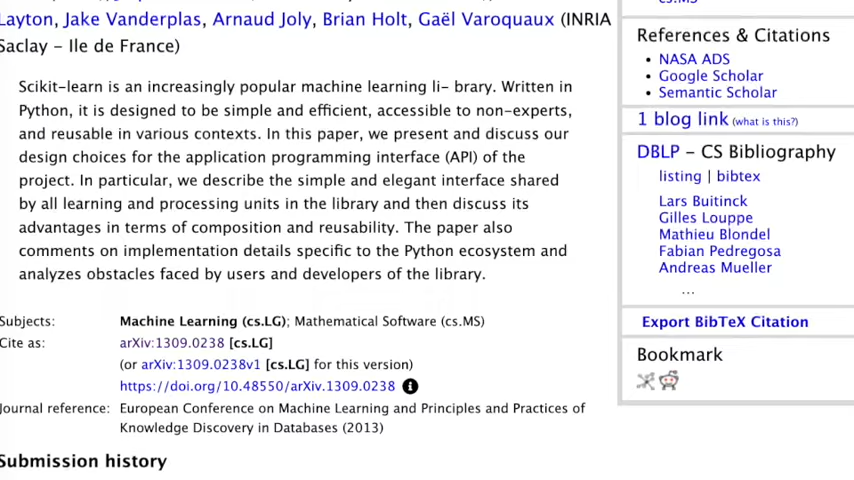 Layton, Jake Vanderplas, Arnaud Joly, Brian Holt, Gaël Varoquaux (INRIA
Saclay - Ile de France)
Scikit-learn is an increasingly popular machine learning li- brary. Written in
Python, it is designed to be simple and efficient, accessible to non-experts,
and reusable in various contexts. In this paper, we present and discuss our
design choices for the application programming interface (API) of the
project. In particular, we describe the simple and elegant interface shared
by all learning and processing units in the library and then discuss its
advantages in terms of composition and reusability. The paper also
comments on implementation details specific to the Python ecosystem and
analyzes obstacles faced by users and developers of the library.
Subjects: Machine Learning (cs.LG); Mathematical Software (cs.MS)
Cite as: arXiv:1309.0238 [cs.LG]
(or arXiv:1309.0238v1 [cs.LG] for this version)
https://doi.org/10.48550/arXiv.1309.0238
Journal reference: European Conference on Machine Learning and Principles and Practices of
Knowledge Discovery in Databases (2013)
Submission history
cs.MS
References & Citations
NASA ADS
Google Scholar
Semantic Scholar
1 blog link (what is this?)
DBLP - CS Bibliography
listing | bibtex
Lars Buitinck
Gilles Louppe
Mathieu Blondel
Fabian Pedregosa
Andreas Mueller
...
Export BibTeX Citation
Bookmark